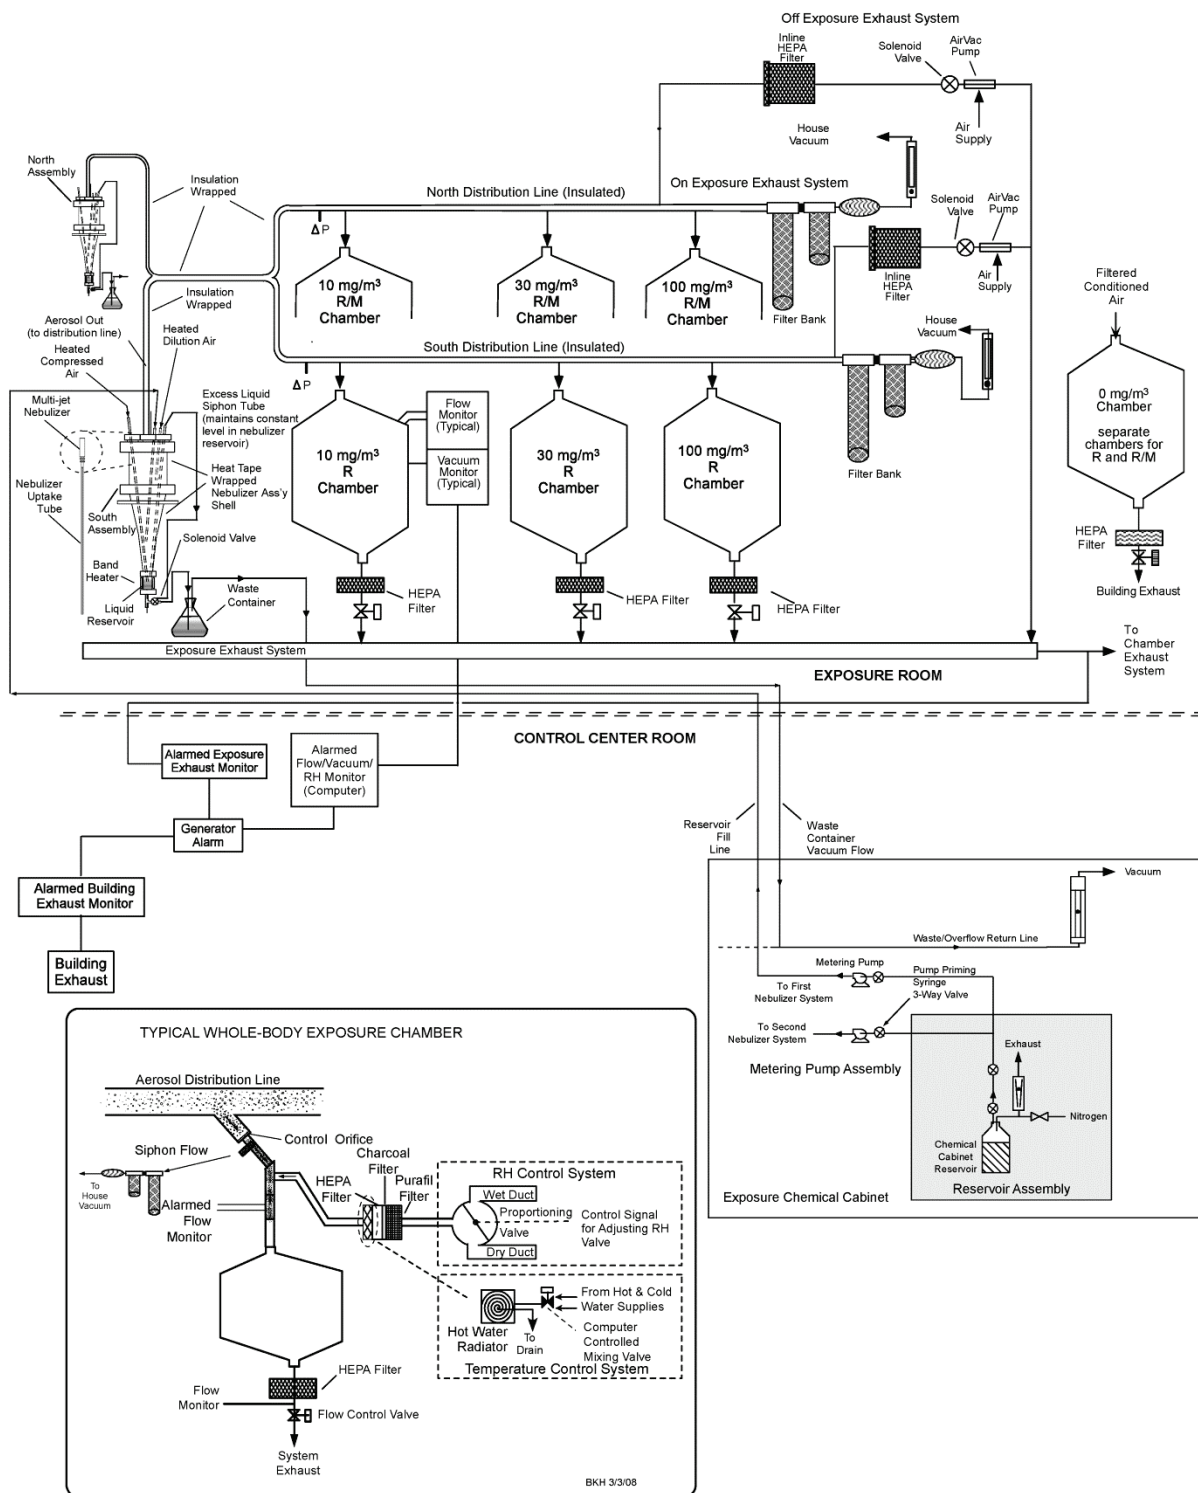 Off Exposure Exhaust System
Inline
HEPA
Filter
Solenoid
Valve
AirVac
Pump
Air
Supply
House
Vacuum
North
Assembly
Insulation
Wrapped
North Distribution Line (Insulated)
On Exposure Exhaust System
Solenoid
Valve
AirVac
Pump
Δ P
10 mg/m³
R/M
Chamber
30 mg/m³
R/M
Chamber
100 mg/m³
R/M
Chamber
Filter Bank
Inline
HEPA
Filter
Air
Supply
House
Vacuum
Filtered
Conditioned
Air
Insulation
Wrapped
Aerosol Out
(to distribution line)
Heated
Dilution Air
Heated
Compressed
Air
South Distribution Line (Insulated)
Δ P
Multi-jet
Nebulizer
Excess Liquid
Siphon Tube
(maintains constant
level in nebulizer
reservoir)
Flow
Monitor
(Typical)
Vacuum
Monitor
(Typical)
10 mg/m³
R
Chamber
30 mg/m³
R
Chamber
100 mg/m³
R
Chamber
Filter Bank
0 mg/m³
Chamber
separate
chambers for
R and R/M
Nebulizer
Uptake
Tube
Heat Tape
Wrapped
Nebulizer Ass'y
Shell
South
Assembly
Solenoid Valve
Band
Heater
Liquid
Reservoir
Waste
Container
HEPA
Filter
HEPA Filter
HEPA Filter
HEPA
Filter
Building Exhaust
Exposure Exhaust System
To
Chamber
Exhaust
System
EXPOSURE ROOM
CONTROL CENTER ROOM
Alarmed Exposure
Exhaust Monitor
Alarmed
Flow/Vacuum/
RH Monitor
(Computer)
Generator
Alarm
Alarmed Building
Exhaust Monitor
Building
Exhaust
Reservoir
Fill
Line
Waste
Container
Vacuum Flow
Vacuum
Waste/Overflow Return Line
Metering Pump
Pump Priming
Syringe
3-Way Valve
To First
Nebulizer System
To Second
Nebulizer System
Metering Pump Assembly
Exhaust
Nitrogen
Chemical
Cabinet
Reservoir
Reservoir Assembly
Exposure Chemical Cabinet
TYPICAL WHOLE-BODY EXPOSURE CHAMBER
Aerosol Distribution Line
Control Orifice
Siphon Flow
Charcoal
Filter
HEPA
Filter
Purafil
Filter
To
House
Vacuum
Alarmed
Flow
Monitor
RH Control System
Wet Duct
Proportioning
Valve
Dry Duct
Control Signal
for Adjusting RH
Valve
From Hot & Cold
Water Supplies
Hot Water
Radiator
To
Drain
Computer
Controlled
Mixing Valve
Temperature Control System
HEPA Filter
Flow
Monitor
Flow Control Valve
System
Exhaust
BKH 3/3/08